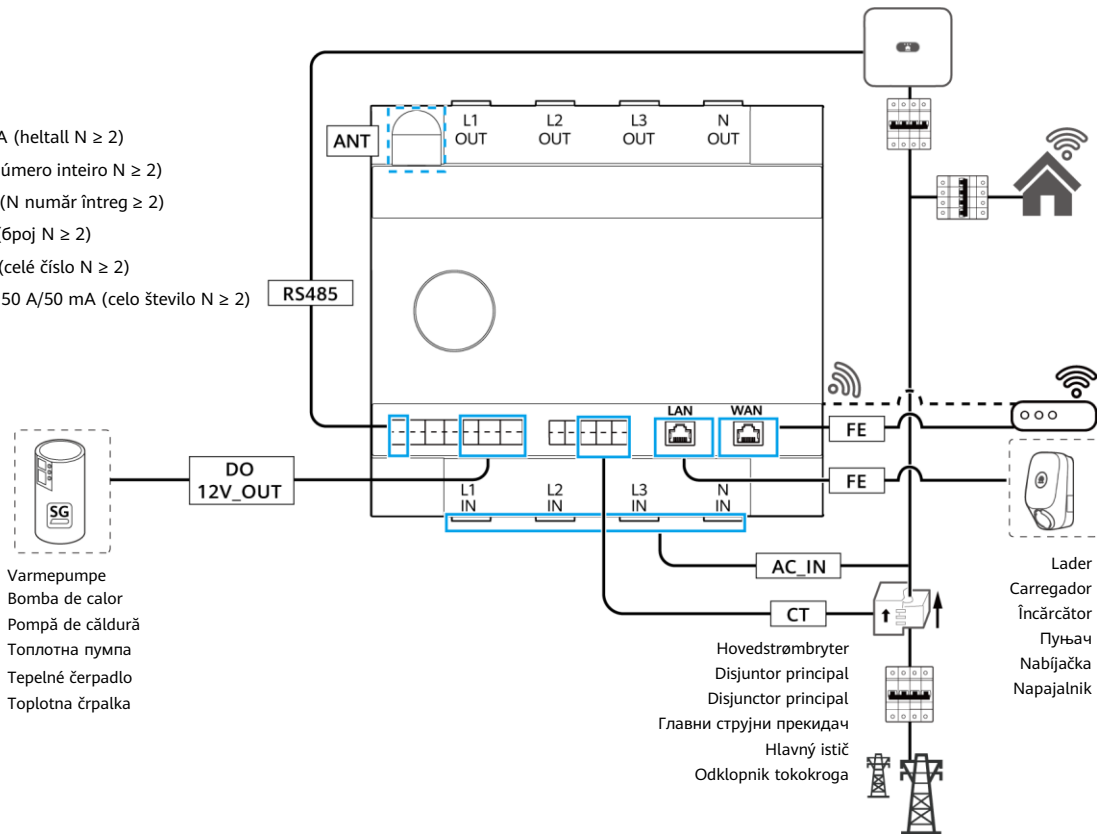 A (heltall N ≥ 2)
úmero inteiro N ≥ 2)
(N număr întreg ≥ 2)
(број N ≥ 2)
(celé číslo N ≥ 2)
50 A/50 mA (celo število N ≥ 2)
RS485
ANT
L1
OUT
L2
OUT
L3
OUT
N
OUT
LAN
WAN
FE
FE
DO
12V_OUT
SG
L1
IN
L2
IN
L3
IN
N
IN
AC_IN
CT
Varmepumpe
Bomba de calor
Pompă de căldură
Топлотна пумпа
Tepelné čerpadlo
Toplotna črpalka
Hovedstrømbryter
Disjuntor principal
Disjunctor principal
Главни струјни прекидач
Hlavný istič
Odklopnik tokokroga
Lader
Carregador
Încărcător
Пуњач
Nabíjačka
Napajalnik